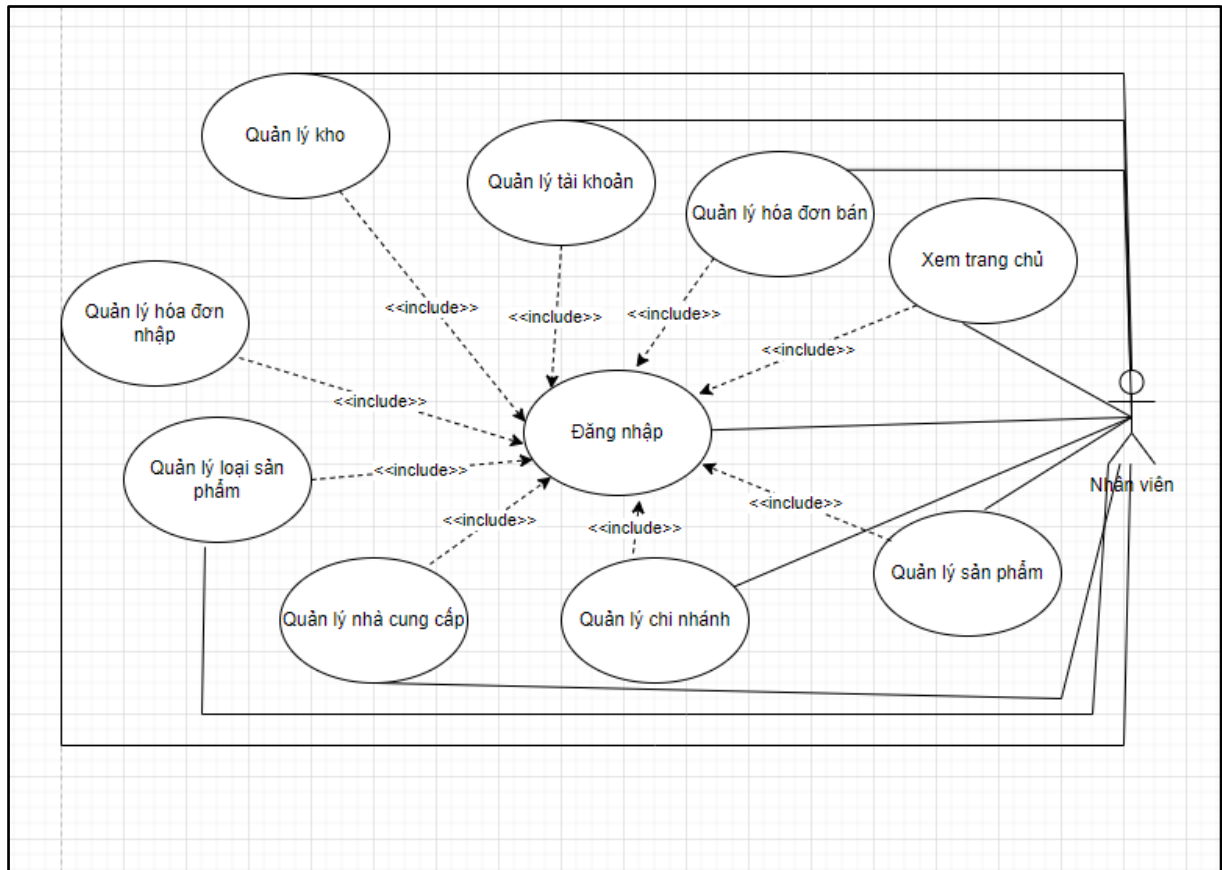 Quản lý kho
Quản lý tài khoản
Quản lý hóa đơn bán
Xem trang chủ
Quản lý hóa đơn
nhập
<<include>>
<<include>>
<<include>>
<<include>>
<<include>>
Đăng nhập
Quản lý loại sản
phẩm
<<include>>
Nhân viên
<<include>>
<<include>>
<<include>>
Quản lý sản phẩm
Quản lý nhà cung cấp
Quản lý chi nhánh